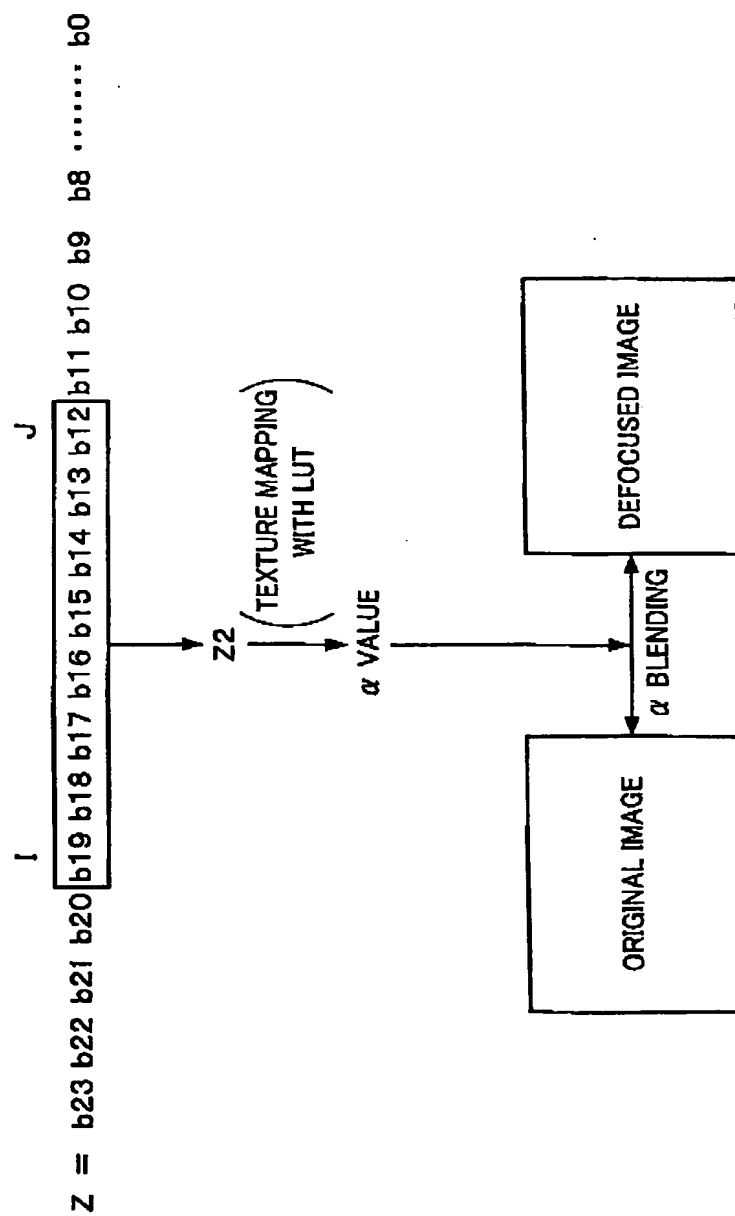 I J
Z = b23 b22 b21 b20 b19 b18 b17 b16 b15 b14 b13 b12 b11 b10 b9 b8 ······· b0
Z2
(TEXTURE MAPPING
WITH LUT)
α VALUE
ORIGINAL IMAGE
α BLENDING
DEFOCUSED IMAGE